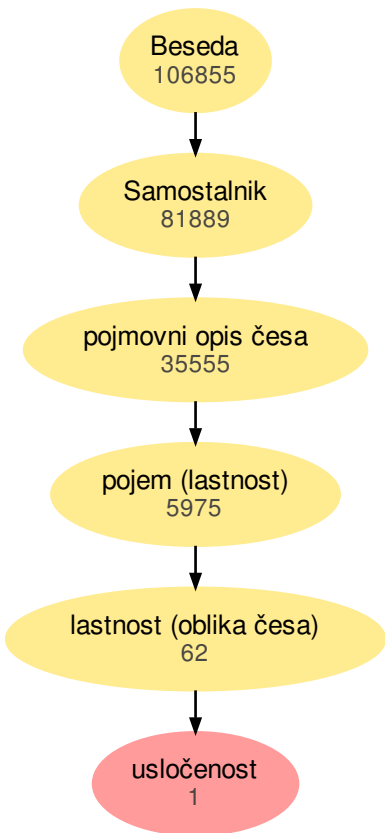 Beseda
106855
Samostalnik
81889
pojmovni opis česa
35555
pojem (lastnost)
5975
lastnost (oblika česa)
62
usločenost
1